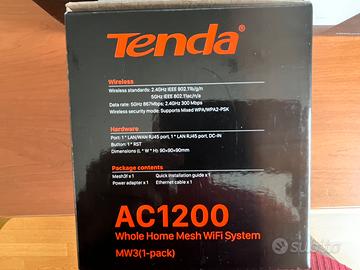 Tenda
Wireless
Wireless standards: 2.4GHz IEEE 802.11b/g/n
5GHz IEEE 802.11ac/n/a
Data rate: 5GHz 867Mbps; 2.4GHz 300 Mbps
Wireless security mode: Supports Mixed WPA/WPA2-PSK
Hardware
Port: 1 * LAN/WAN RJ45 port, 1 * LAN RJ45 port, DC-IN
Button: 1 * RST
Dimensions (L * W * H): 90×90×90mm
Package contents
Mesh3f x 1 Quick installation guide x 1
Power adapter x 1 Ethernet cable x 1
AC1200
Whole Home Mesh WiFi System
MW3(1-pack)
subito